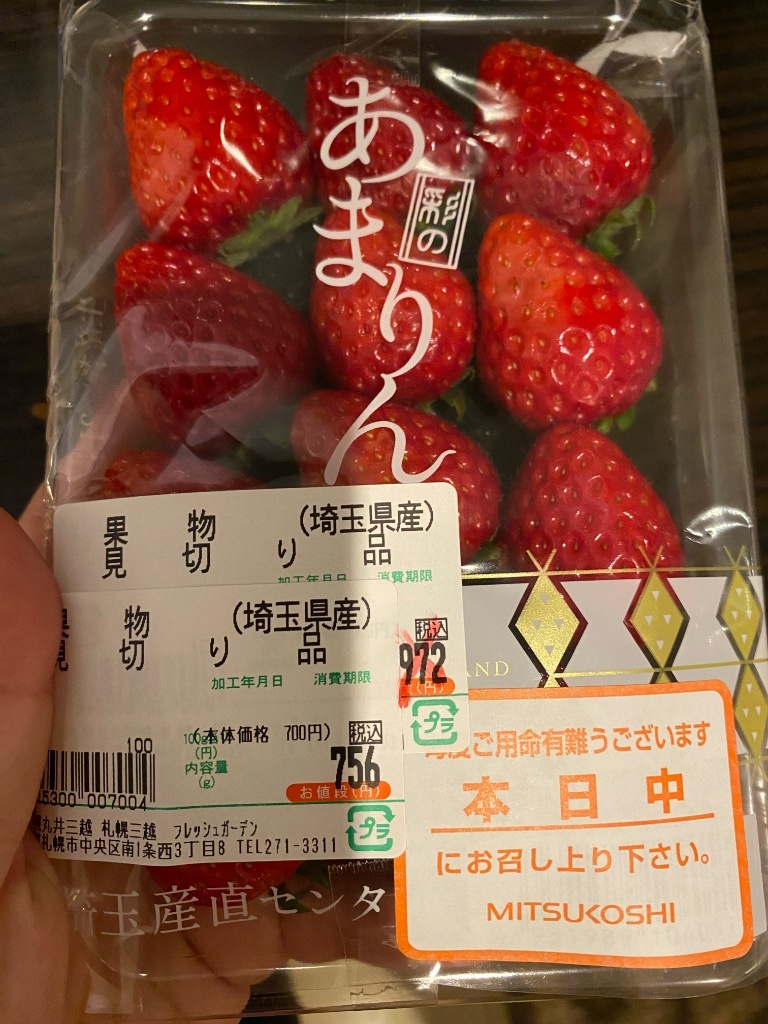 あまりん
熙の
果物 (埼玉県産)
見切り品
加工年月日 消費期限
税込
972
(円)
プラ
AND
果物 (埼玉県産)
見切り品
加工年月日 消費期限
(本体価格 700円) 税込
(円)
内容量
(g)
756
お値段(円)
100
5300 007004
プラ
丸井三越 札幌三越 フレッシュガーデン
札幌市中央区南1条西3丁目8 TEL271-3311
毎度ご用命有難うございます
本日中
にお召し上り下さい。
MITSUKOSHI
埼玉産直センタ